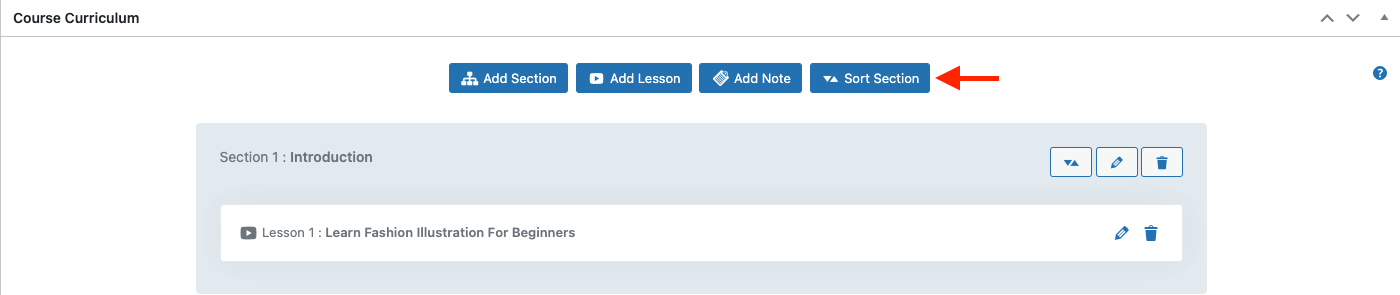 Course Curriculum
Add Section Add Lesson Add Note Sort Section
?
Section 1 : Introduction
Lesson 1 : Learn Fashion Illustration For Beginners